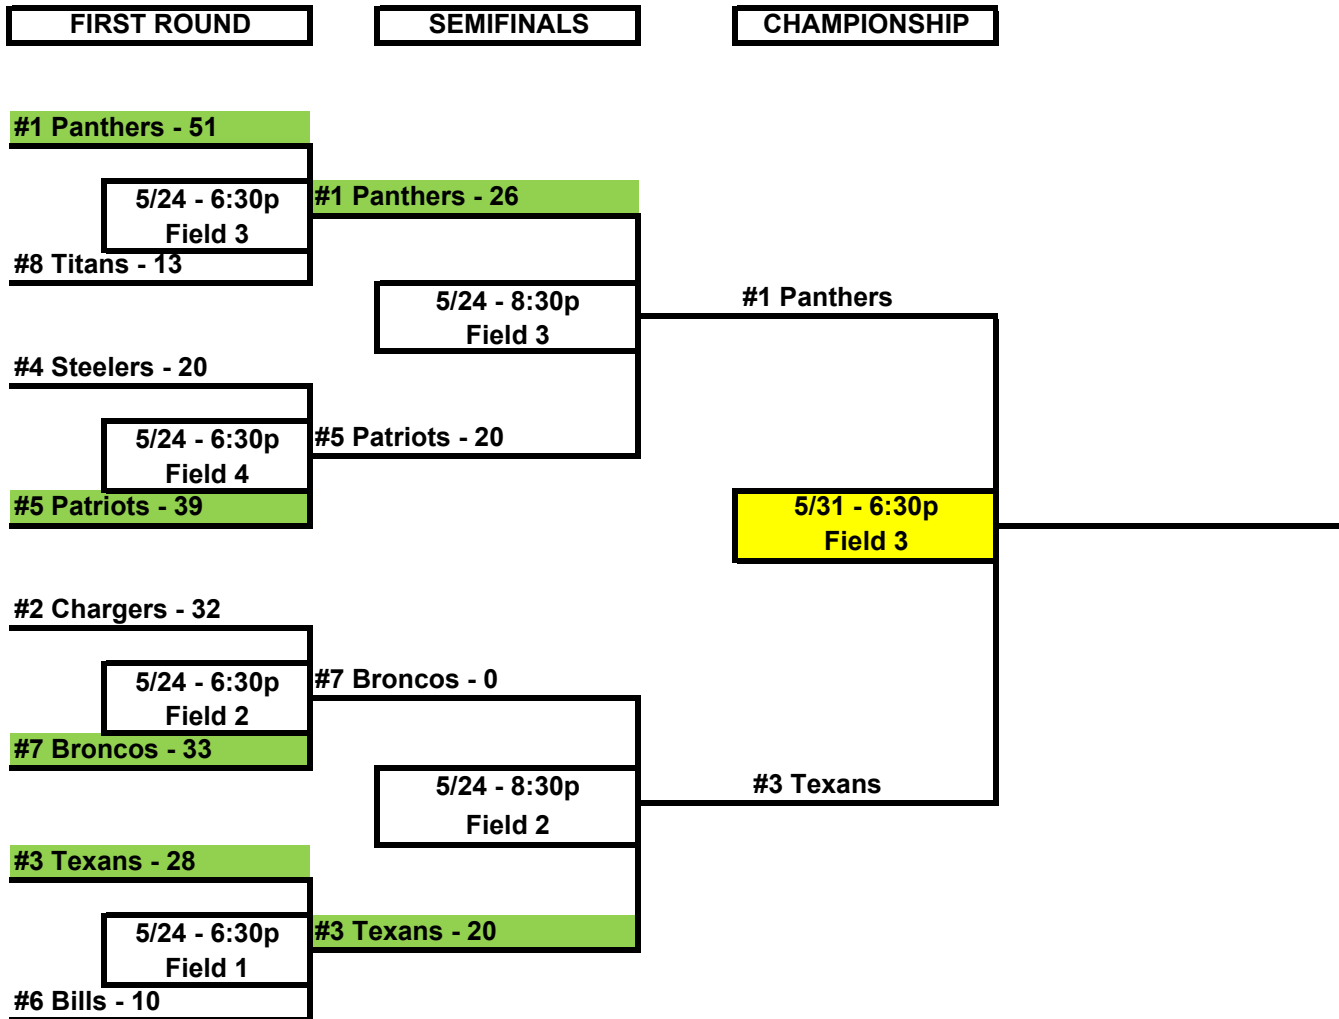 FIRST ROUND
SEMIFINALS
CHAMPIONSHIP
#1 Panthers - 51
5/24 - 6:30p
Field 3
#8 Titans - 13
#1 Panthers - 26
5/24 - 8:30p
Field 3
#1 Panthers
#4 Steelers - 20
5/24 - 6:30p
Field 4
#5 Patriots - 39
#5 Patriots - 20
5/31 - 6:30p
Field 3
#2 Chargers - 32
5/24 - 6:30p
Field 2
#7 Broncos - 33
#7 Broncos - 0
5/24 - 8:30p
Field 2
#3 Texans
#3 Texans - 28
5/24 - 6:30p
Field 1
#6 Bills - 10
#3 Texans - 20